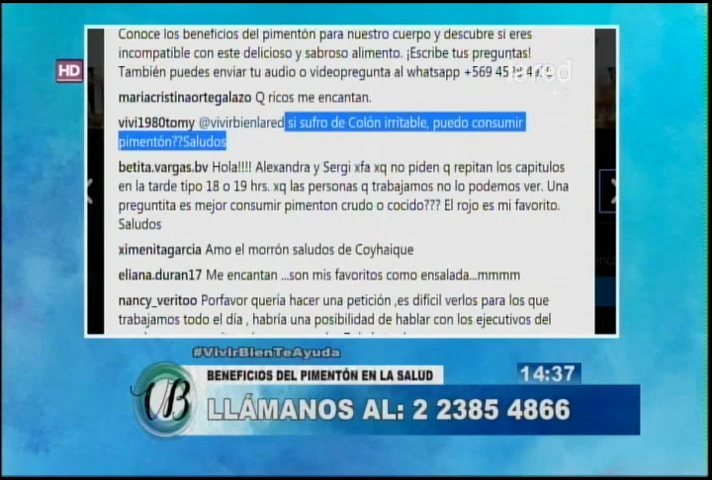 Conoce los beneficios del pimentón para nuestro cuerpo y descubre si eres
incompatible con este delicioso y sabroso alimento. ¡Escribe tus preguntas!
También puedes enviar tu audio o videopregunta al whatsapp +569 45
HD
mariacristinaortegalazo Q ricos me encantan.
vivi1980tomy @vivirbienlared si sufro de Colón irritable, puedo consumir
pimentón??Saludos
betita.vargas.bv Hola!!!! Alexandra y Sergi xfa xq no piden q repitan los capitulos
en la tarde tipo 18 o 19 hrs. xq las personas q trabajamos no lo podemos ver. Una
preguntita es mejor consumir pimenton crudo o cocido??? El rojo es mi favorito.
Saludos
ximenitagarcia Amo el morrón saludos de Coyhaique
eliana.duran17 Me encantan ...son mis favoritos como ensalada...mmmm
nancy_veritoo Porfavor quería hacer una petición ,es difícil verlos para los que
trabajamos todo el día , habría una posibilidad de hablar con los ejecutivos del
#VivirBienTeAyuda
BENEFICIOS DEL PIMENTÓN EN LA SALUD
14:37
VB
LLÁMANOS AL: 2 2385 4866